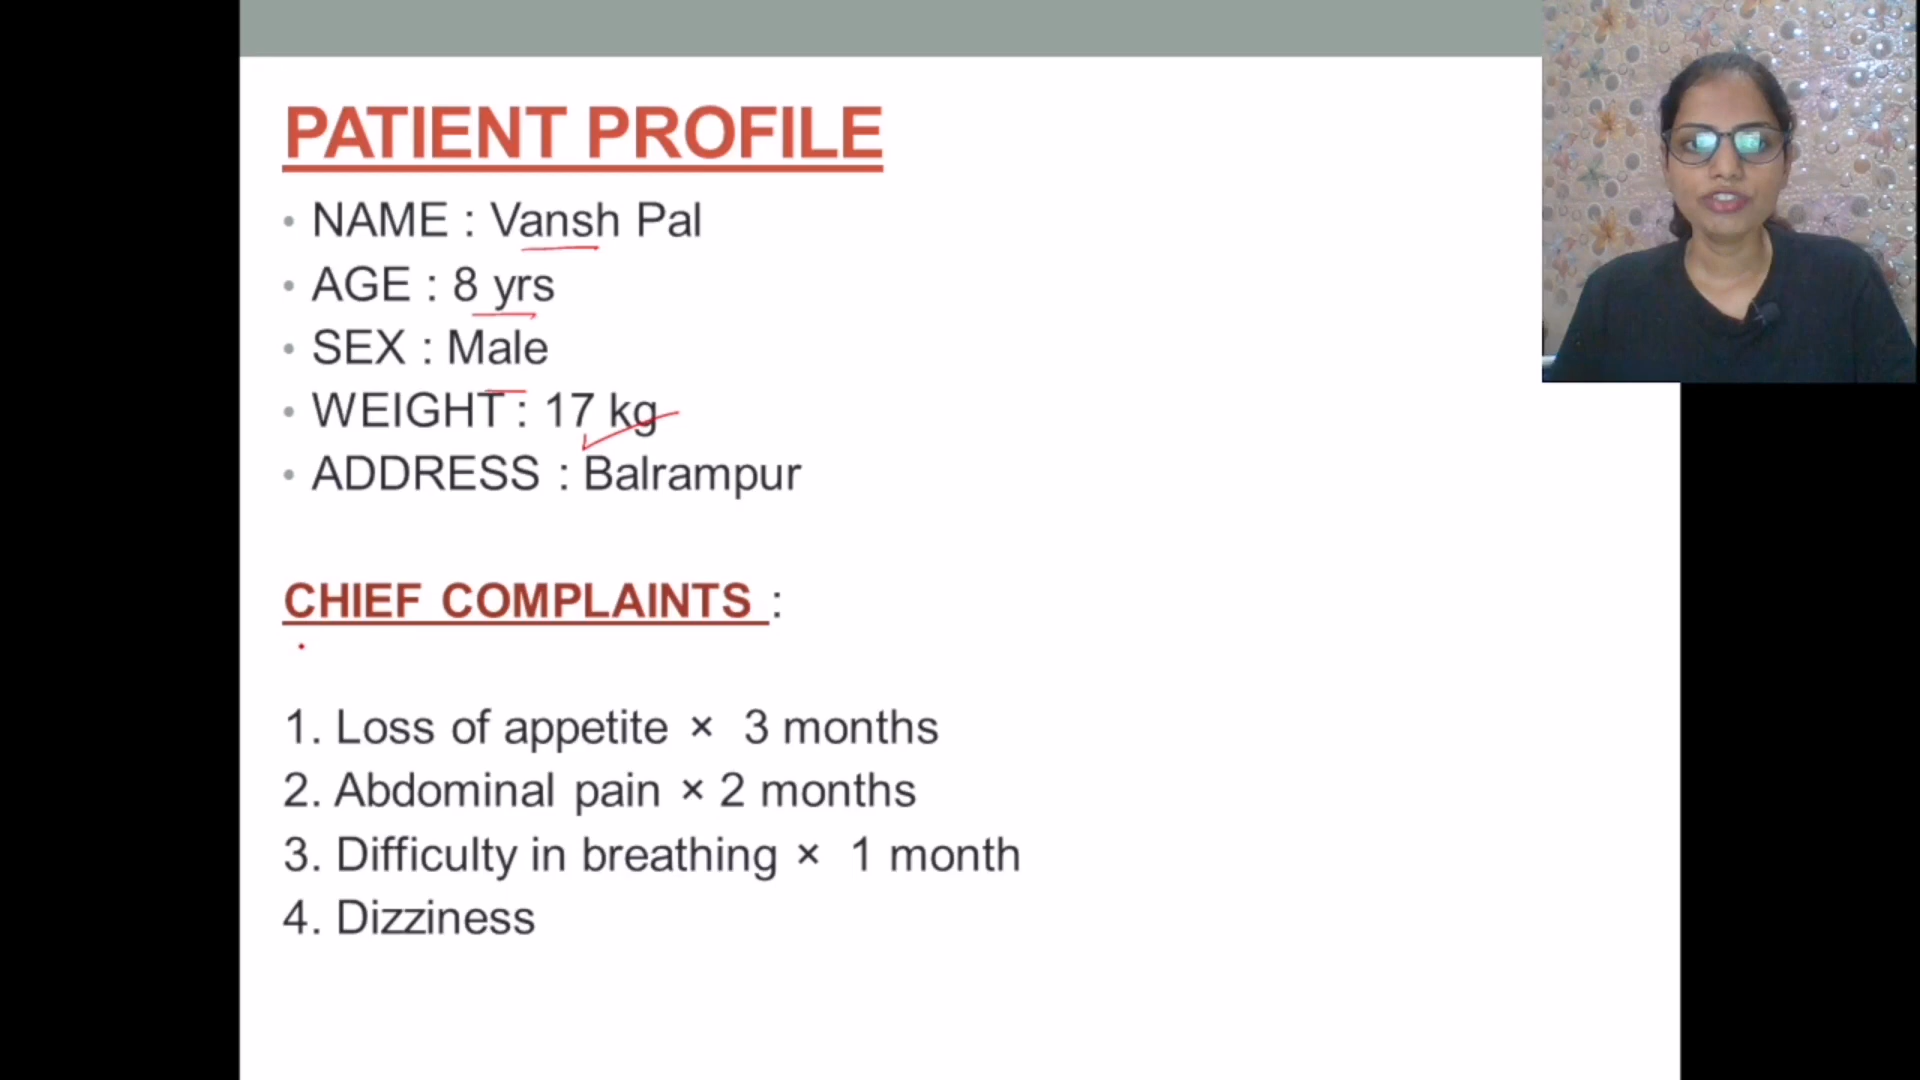 PATIENT PROFILE
• NAME : Vansh Pal
• AGE : 8 yrs
• SEX : Male
• WEIGHT : 17 kg
• ADDRESS : Balrampur
CHIEF COMPLAINTS :
1. Loss of appetite × 3 months
2. Abdominal pain × 2 months
3. Difficulty in breathing × 1 month
4. Dizziness